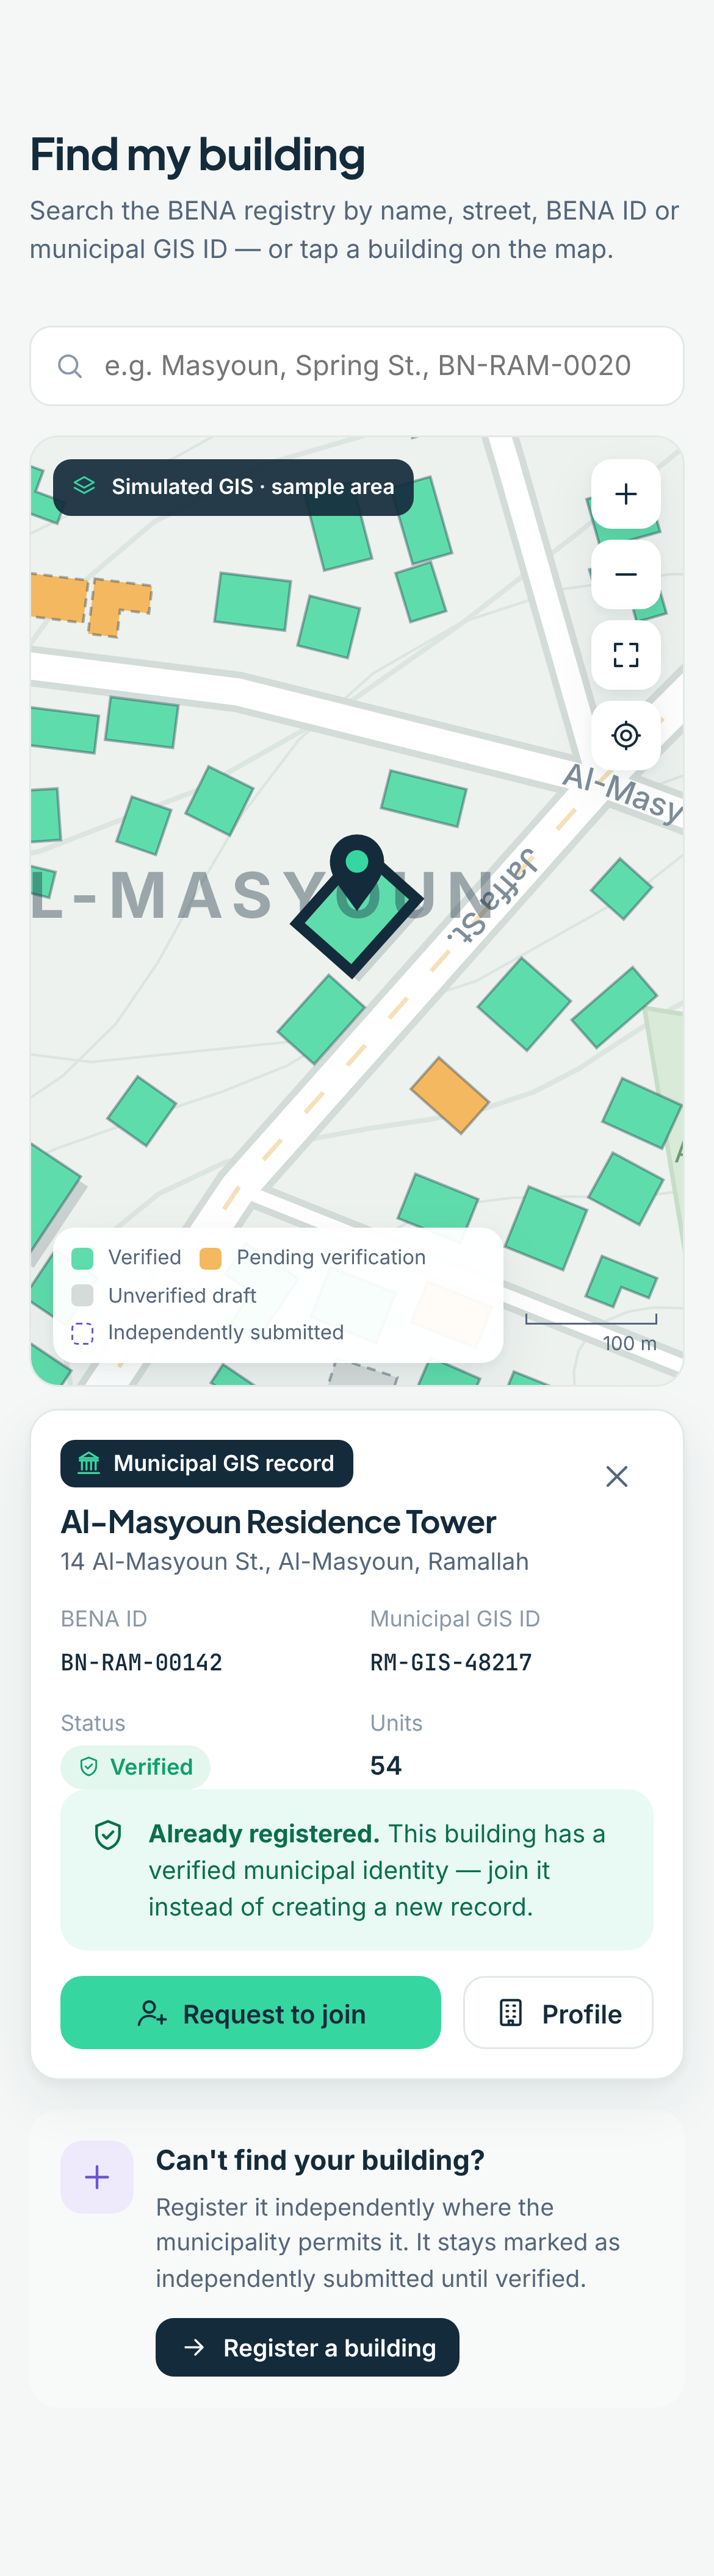 Find my building
Search the BENA registry by name, street, BENA ID or
municipal GIS ID — or tap a building on the map.
e.g. Masyoun, Spring St., BN-RAM-0020
Simulated GIS · sample area
Al-Masy
L-MASYOUN
Jaffa St.
A
Verified
Pending verification
Unverified draft
Independently submitted
100 m
Municipal GIS record
Al-Masyoun Residence Tower
14 Al-Masyoun St., Al-Masyoun, Ramallah
BENA ID
Municipal GIS ID
BN-RAM-00142
RM-GIS-48217
Status
Units
Verified
54
Already registered. This building has a
verified municipal identity — join it
instead of creating a new record.
Request to join
Profile
Can't find your building?
Register it independently where the
municipality permits it. It stays marked as
independently submitted until verified.
Register a building